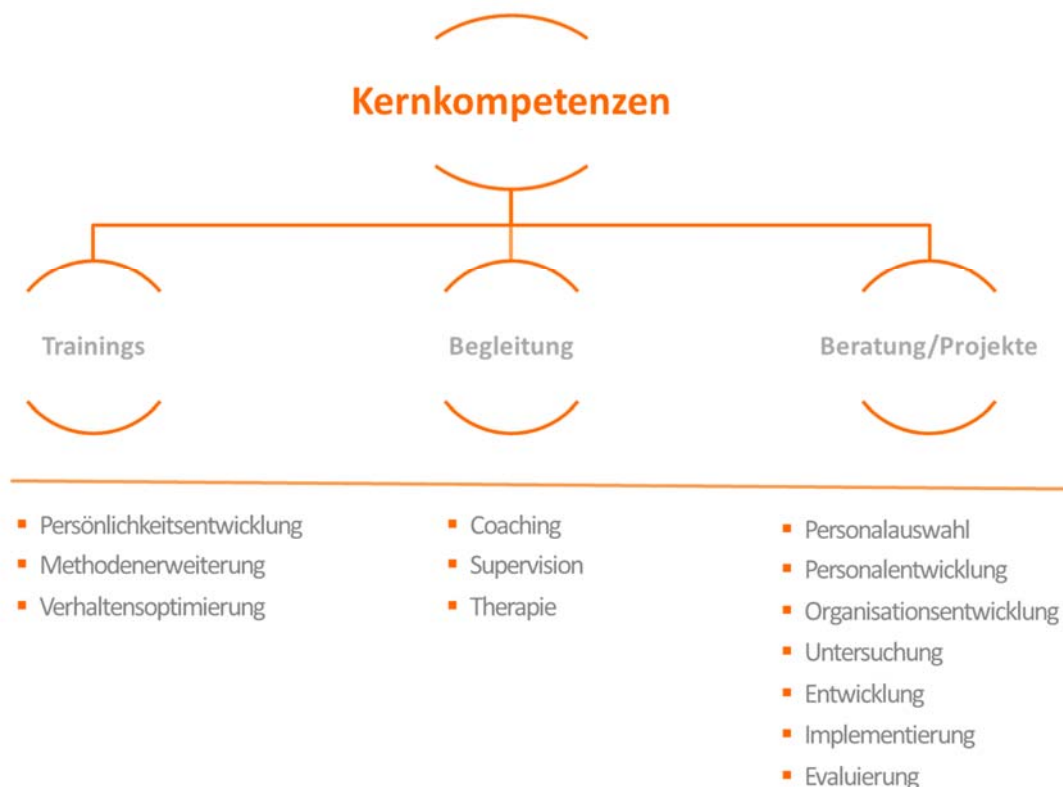 Kernkompetenzen
Trainings
Begleitung
Beratung/Projekte
Persönlichkeitsentwicklung
Methodenerweiterung
Verhaltensoptimierung
Coaching
Supervision
Therapie
Personalauswahl
Personalentwicklung
Organisationsentwicklung
Untersuchung
Entwicklung
Implementierung
Evaluierung